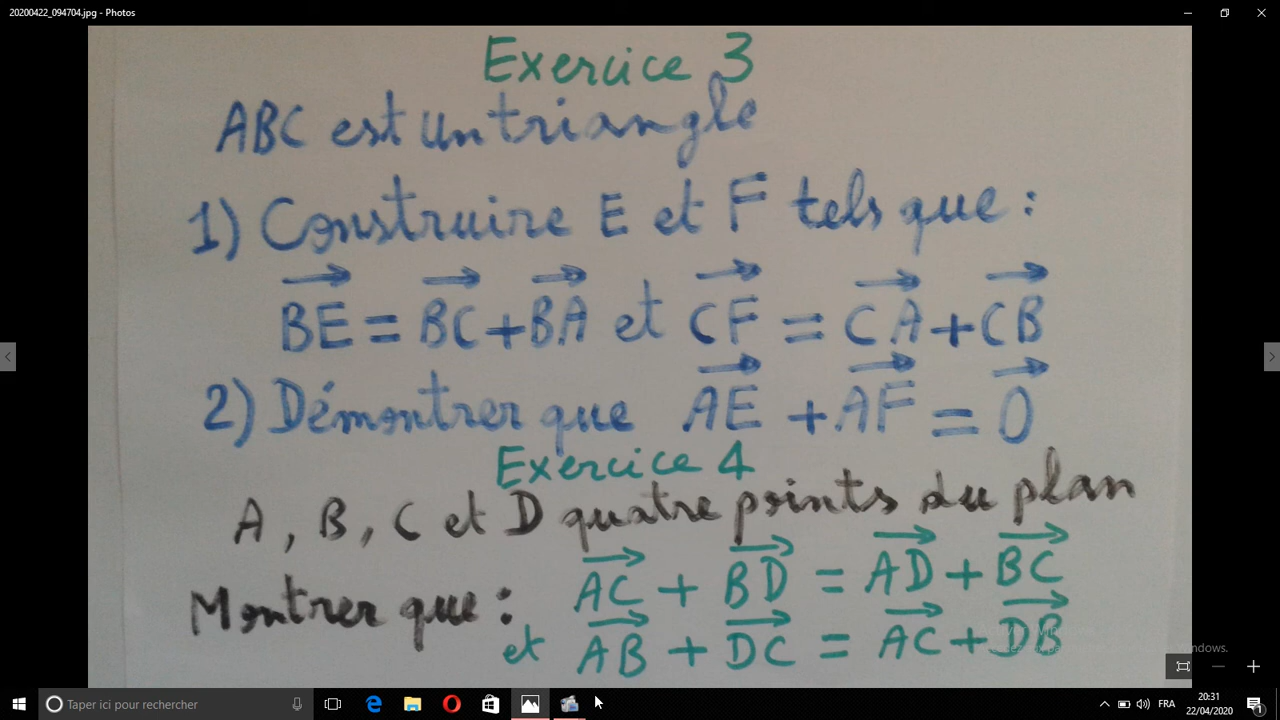 20200422_094704.jpg - Photos
Exercice 3
ABC est un triangle
1) Construire E et F tels que :
BE⃗ = BC⃗ + BA⃗ et CF⃗ = CA⃗ + CB⃗
2) Démontrer que AE⃗ + AF⃗ = 0⃗
Exercice 4
A, B, C et D quatre points du plan
Montrer que : AC⃗ + BD⃗ = AD⃗ + BC⃗
et AB⃗ + DC⃗ = AC⃗ + DB⃗
Taper ici pour rechercher
FRA
20:31
22/04/2020